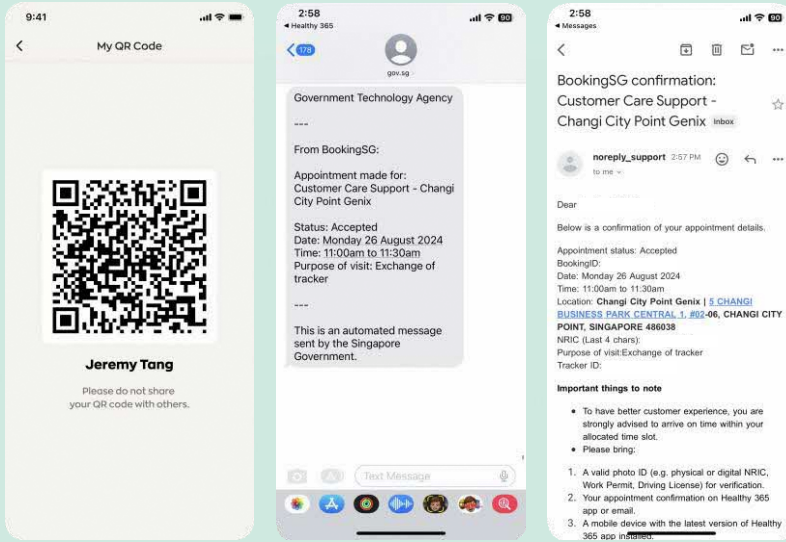 9:41
My QR Code
Jeremy Tang
Please do not share
your QR code with others.
2:58
90
Healthy 365
178
gov.sg
Government Technology Agency
---
From BookingSG:
Appointment made for:
Customer Care Support - Changi
City Point Genix
Status: Accepted
Date: Monday 26 August 2024
Time: 11:00am to 11:30am
Purpose of visit: Exchange of
tracker
---
This is an automated message
sent by the Singapore
Government.
Text Message
2:58
90
Messages
BookingSG confirmation:
Customer Care Support -
Changi City Point Genix Inbox
noreply_support 2:57 PM
to me
Dear
Below is a confirmation of your appointment details.
Appointment status: Accepted
BookingID:
Date: Monday 26 August 2024
Time: 11:00am to 11:30am
Location: Changi City Point Genix | 5 CHANGI
BUSINESS PARK CENTRAL 1, #02-06, CHANGI CITY
POINT, SINGAPORE 486038
NRIC (Last 4 chars):
Purpose of visit:Exchange of tracker
Tracker ID:
Important things to note
• To have better customer experience, you are
strongly advised to arrive on time within your
allocated time slot.
• Please bring:
1. A valid photo ID (e.g. physical or digital NRIC,
Work Permit, Driving License) for verification.
2. Your appointment confirmation on Healthy 365
app or email.
3. A mobile device with the latest version of Healthy
365 app installed.